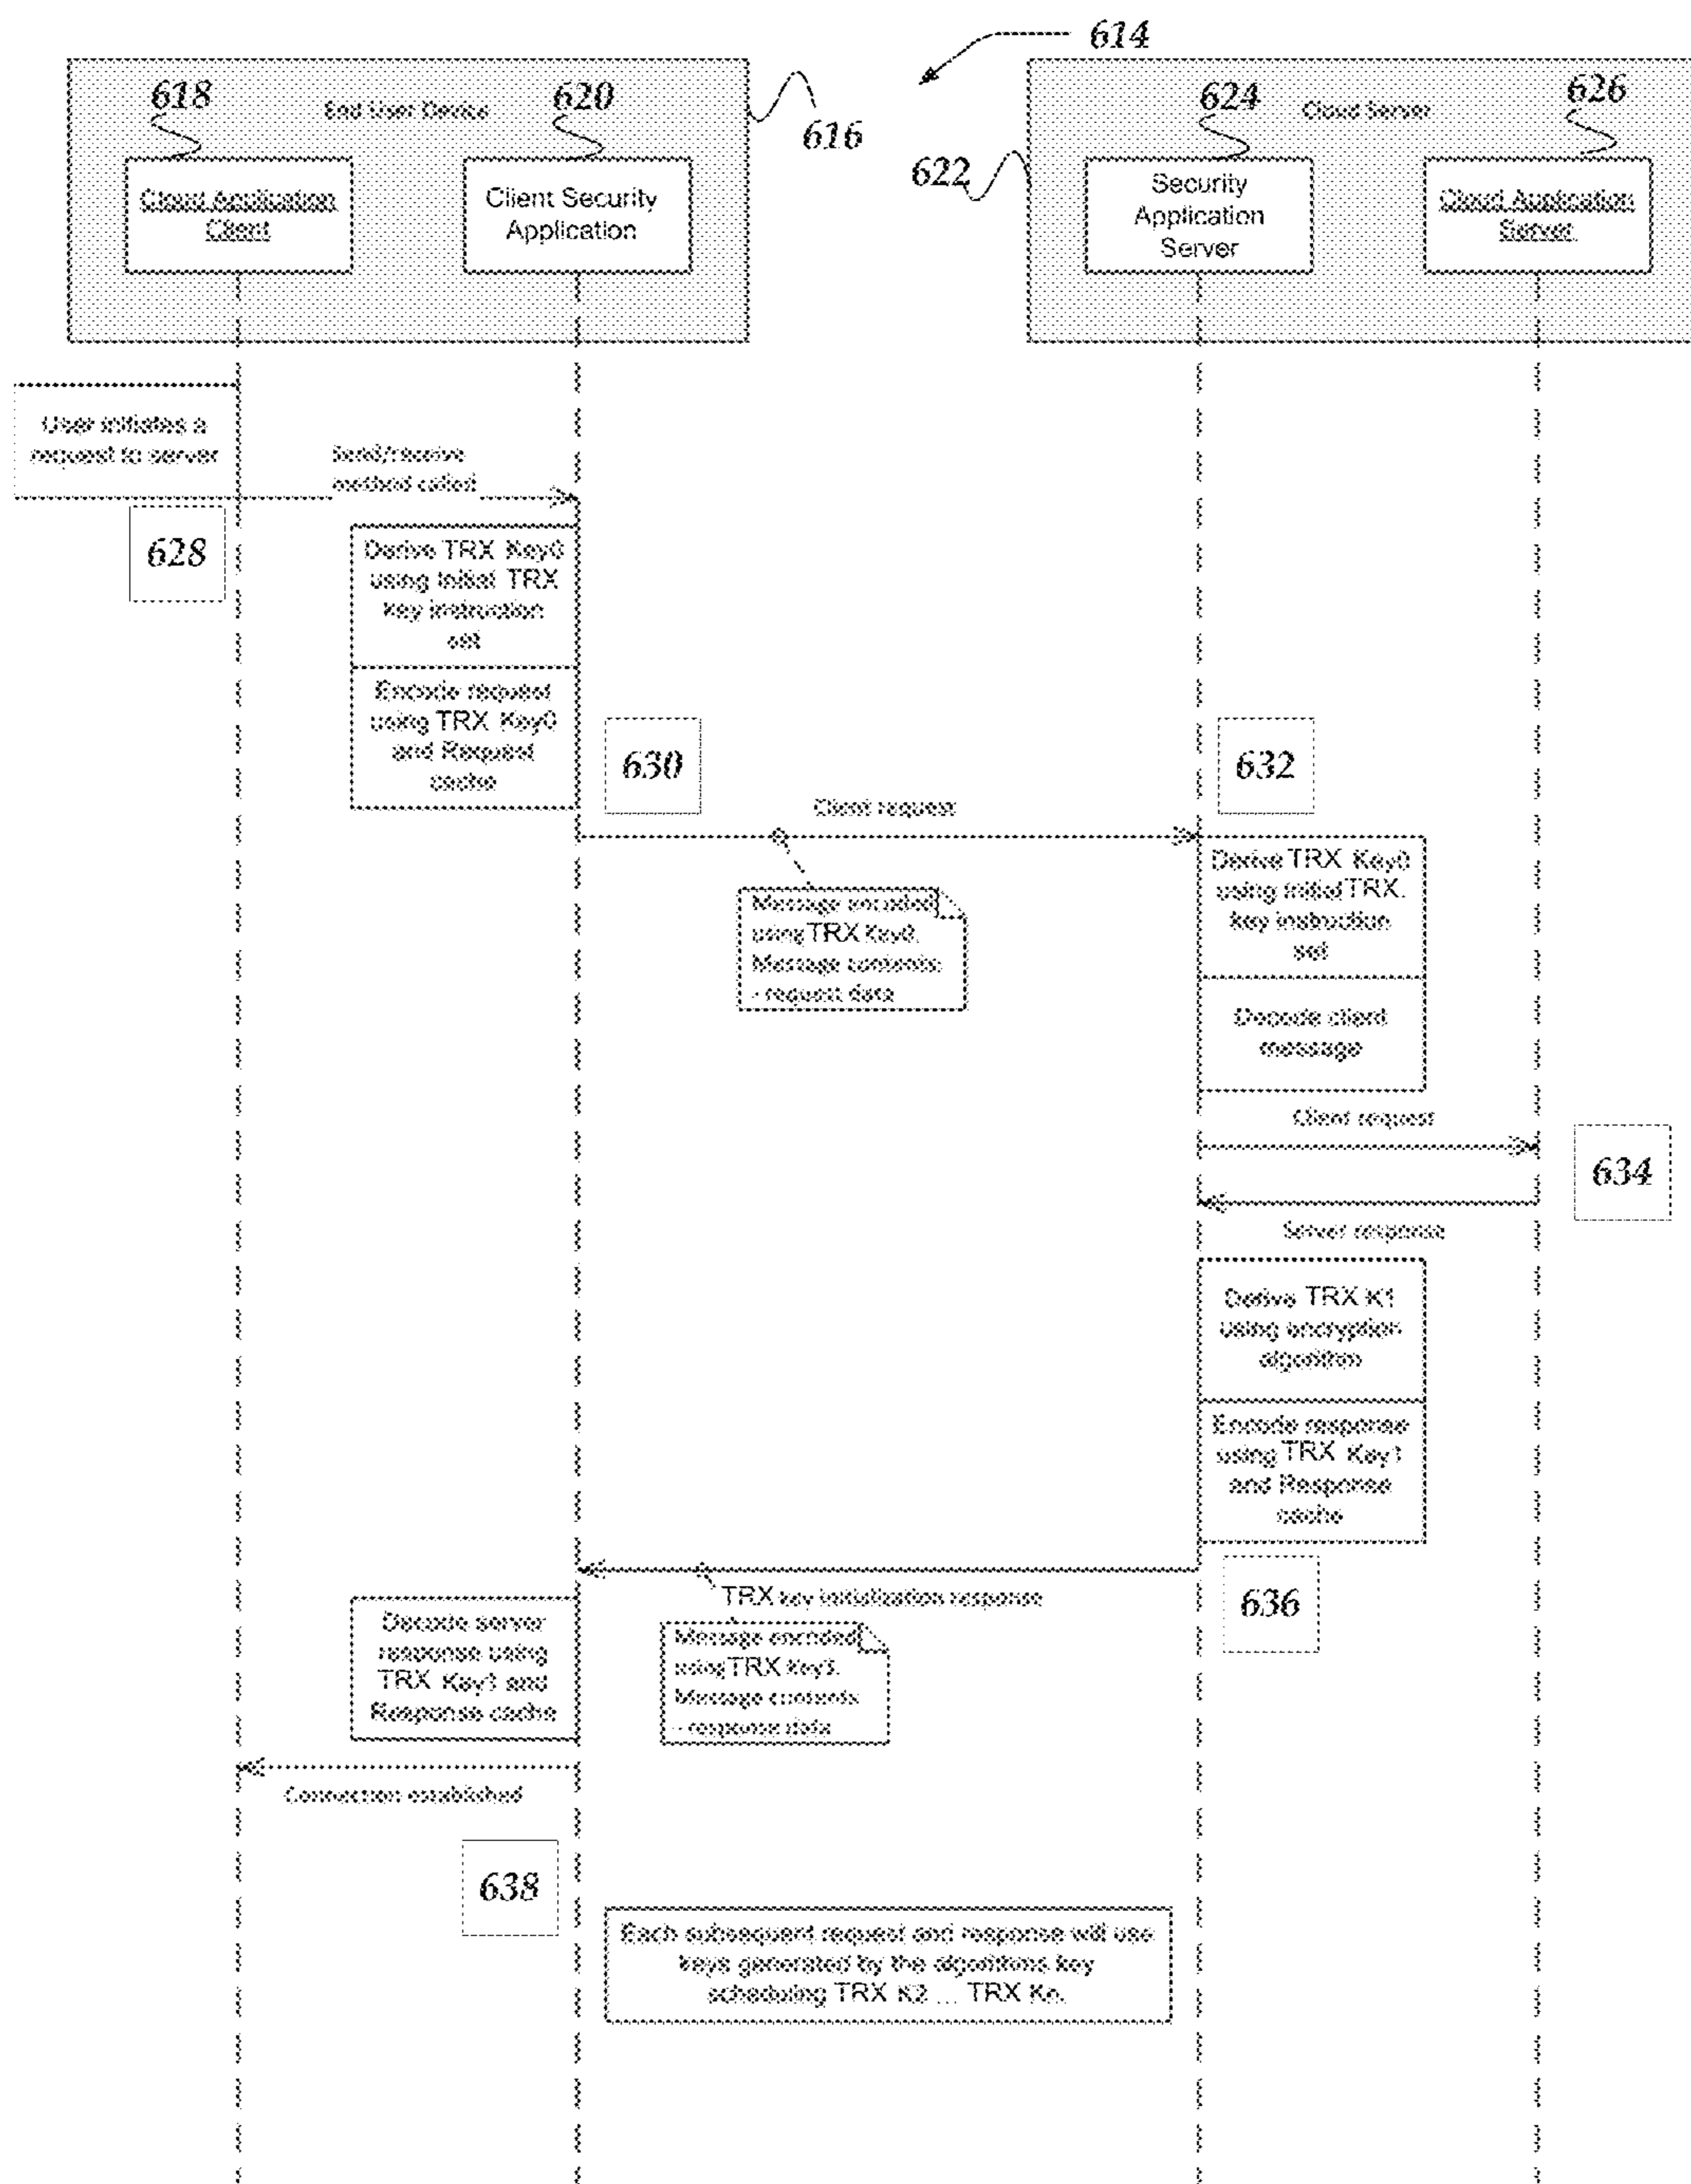 614
618
End User Device
620
616
624
Cloud Server
626
622
Cloud Application
Client
Client Security
Application
Security
Application
Server
Cloud Application
Server
User initiates a
request to server
Send/receive
method called
628
Derive TRX Key0
using Initial TRX
key instruction
set
Encode request
using TRX Key0
and Request
cache
630
632
Client request
Message encoded
using TRX Key0.
Message contents:
- request data
Derive TRX Key0
using Initial TRX
key instruction
set
Decode client
message
Client request
634
Server response
Derive TRX K1
using encryption
algorithm
Encode response
using TRX Key1
and Response
cache
TRX key initialization response
636
Decode server
response using
TRX Key1 and
Response cache
Message encoded
using TRX Key1.
Message contents
- response data
Connection established
638
Each subsequent request and response will use
keys generated by the algorithms key
scheduling TRX K2 ... TRX Kn.